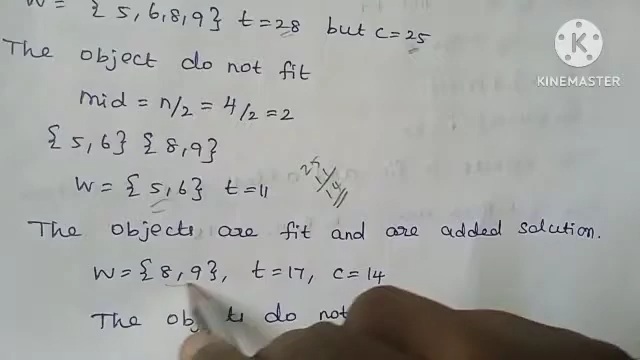 W = { 5, 6, 8, 9 } t = 28 but c = 25
The object do not fit
mid = n/2 = 4/2 = 2
{ 5, 6 } { 8, 9 }
W = { 5, 6 } t = 11
25
11
14
The objects are fit and are added solution.
W = { 8, 9 }, t = 17, c = 14
The do not
K
KINEMASTER